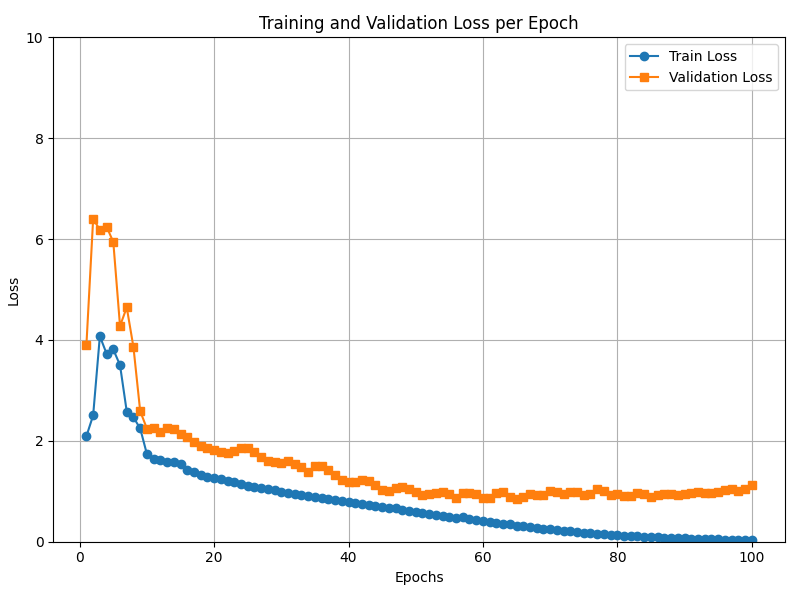 Training and Validation Loss per Epoch
Train Loss
Validation Loss
10
8
6
4
2
0
Loss
0 20 40 60 80 100
Epochs